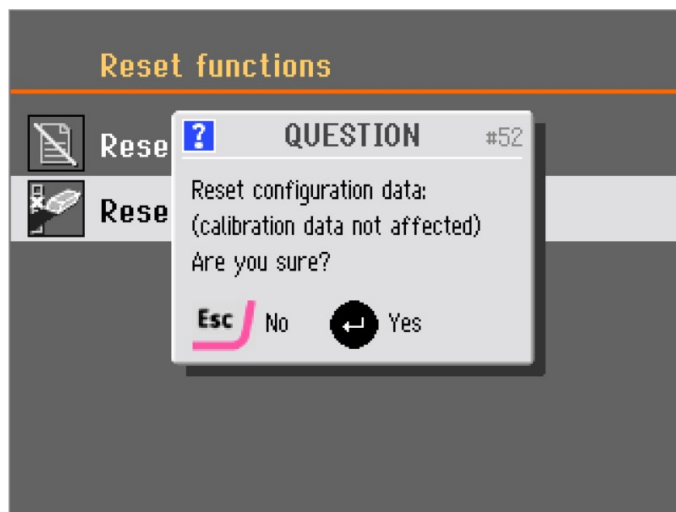 Reset functions
Rese
QUESTION #52
Reset configuration data:
(calibration data not affected)
Rese
Are you sure?
Esc No Yes